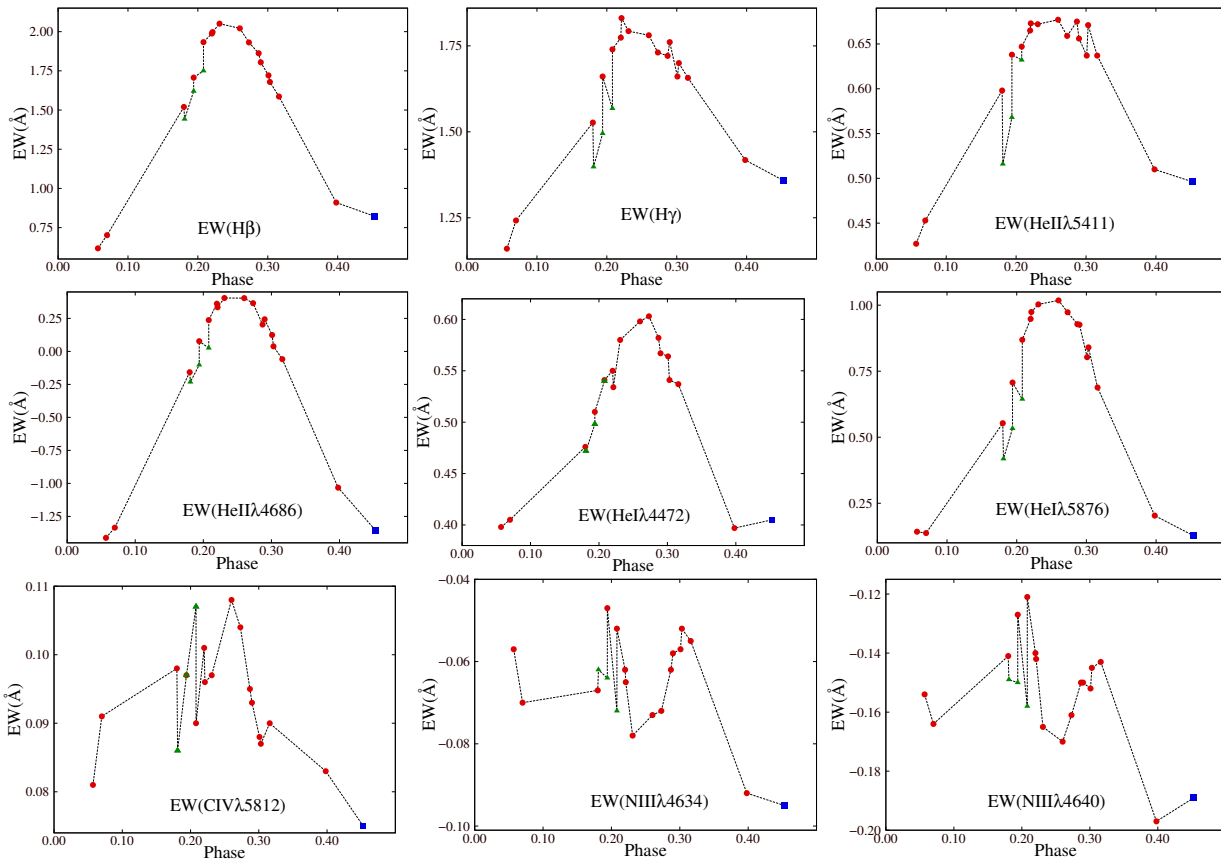 2.00
1.75
1.50
1.25
1.00
0.75
EW(Å)
EW(Hβ)
0.00 0.10 0.20 0.30 0.40
Phase
1.75
1.50
1.25
EW(Å)
EW(Hγ)
0.00 0.10 0.20 0.30 0.40
Phase
0.65
0.60
0.55
0.50
0.45
EW(Å)
EW(HeIIλ5411)
0.00 0.10 0.20 0.30 0.40
Phase
0.25
0.00
−0.25
−0.50
−0.75
−1.00
−1.25
EW(Å)
EW(HeIIλ4686)
0.00 0.10 0.20 0.30 0.40
Phase
0.60
0.55
0.50
0.45
0.40
EW(Å)
EW(HeIλ4472)
0.00 0.10 0.20 0.30 0.40
Phase
1.00
0.75
0.50
0.25
EW(Å)
EW(HeIλ5876)
0.00 0.10 0.20 0.30 0.40
Phase
0.11
0.10
0.09
0.08
EW(Å)
EW(CIVλ5812)
0.00 0.10 0.20 0.30 0.40
Phase
−0.04
−0.06
−0.08
−0.10
EW(Å)
EW(NIIIλ4634)
0.00 0.10 0.20 0.30 0.40
Phase
−0.12
−0.14
−0.16
−0.18
−0.20
EW(Å)
EW(NIIIλ4640)
0.00 0.10 0.20 0.30 0.40
Phase